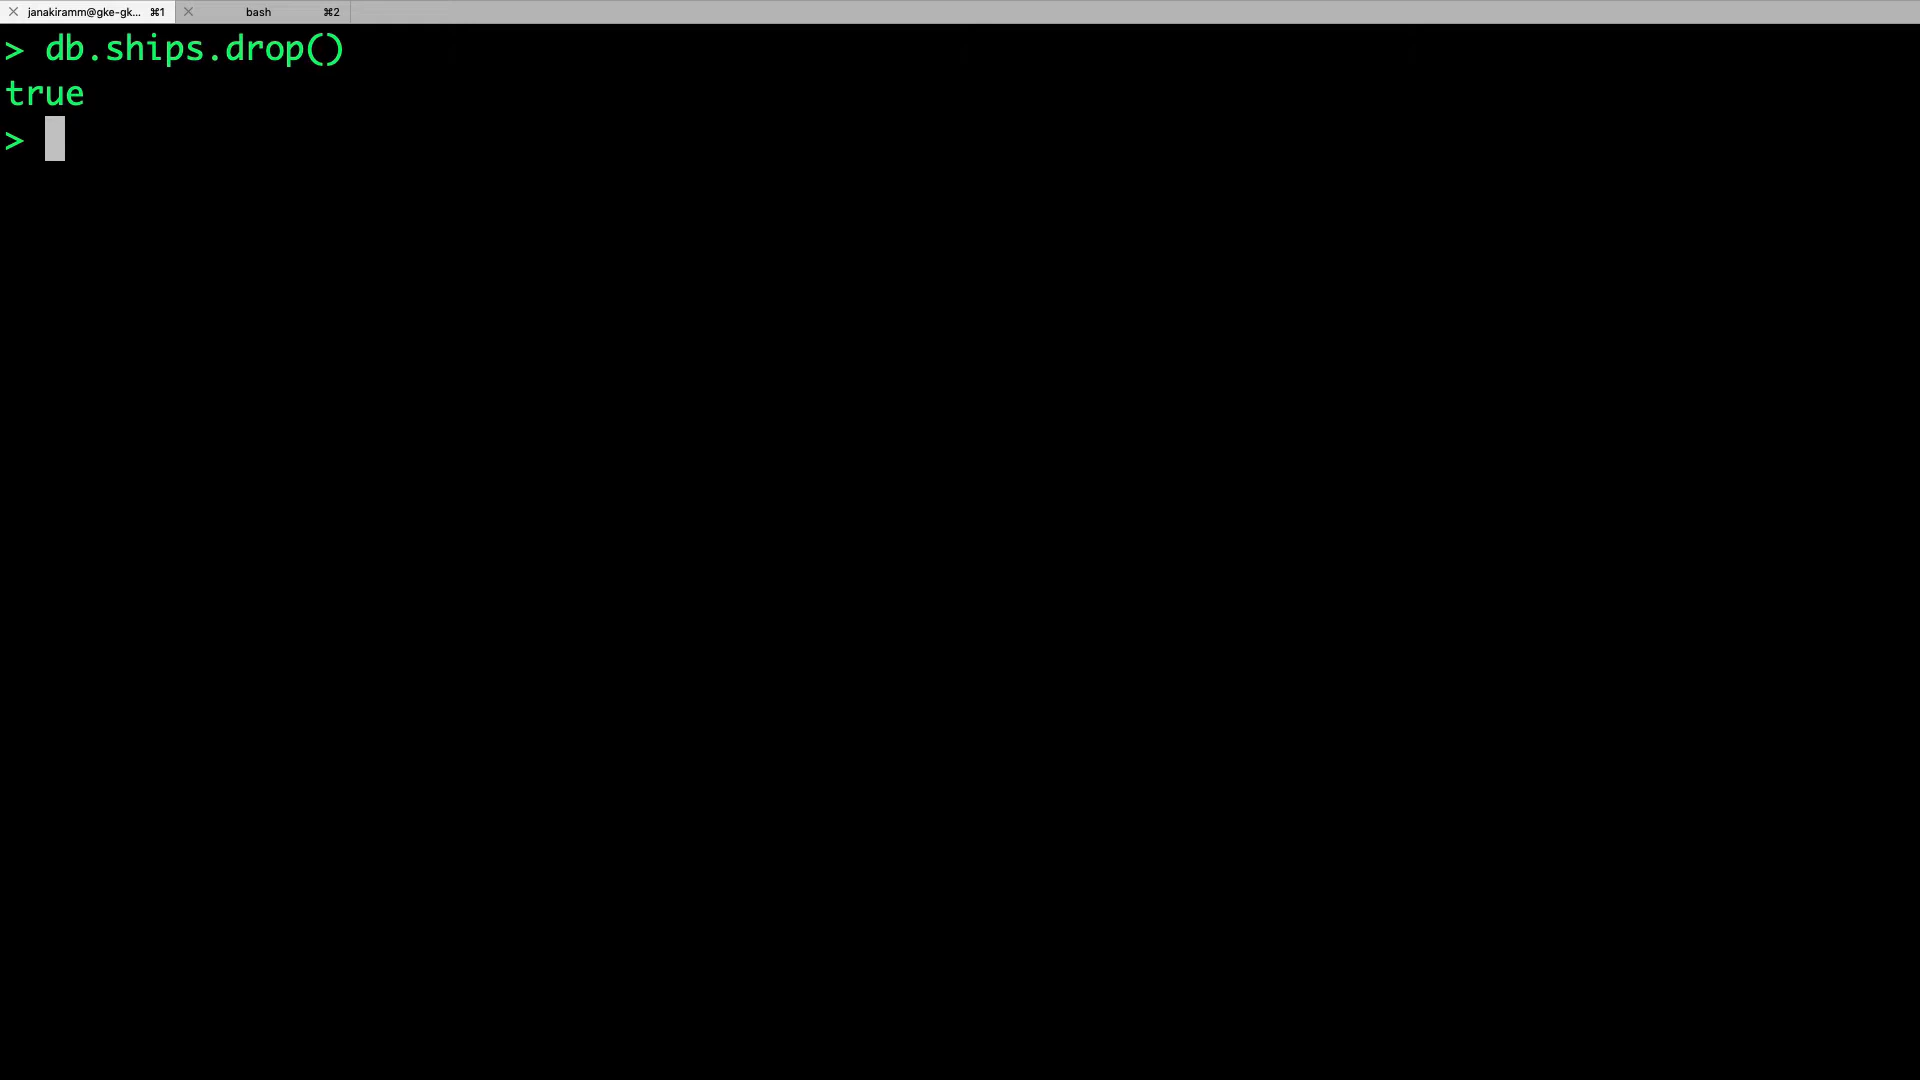 janakiramm@gke-gk... ⌘1 bash ⌘2
> db.ships.drop()
true
>